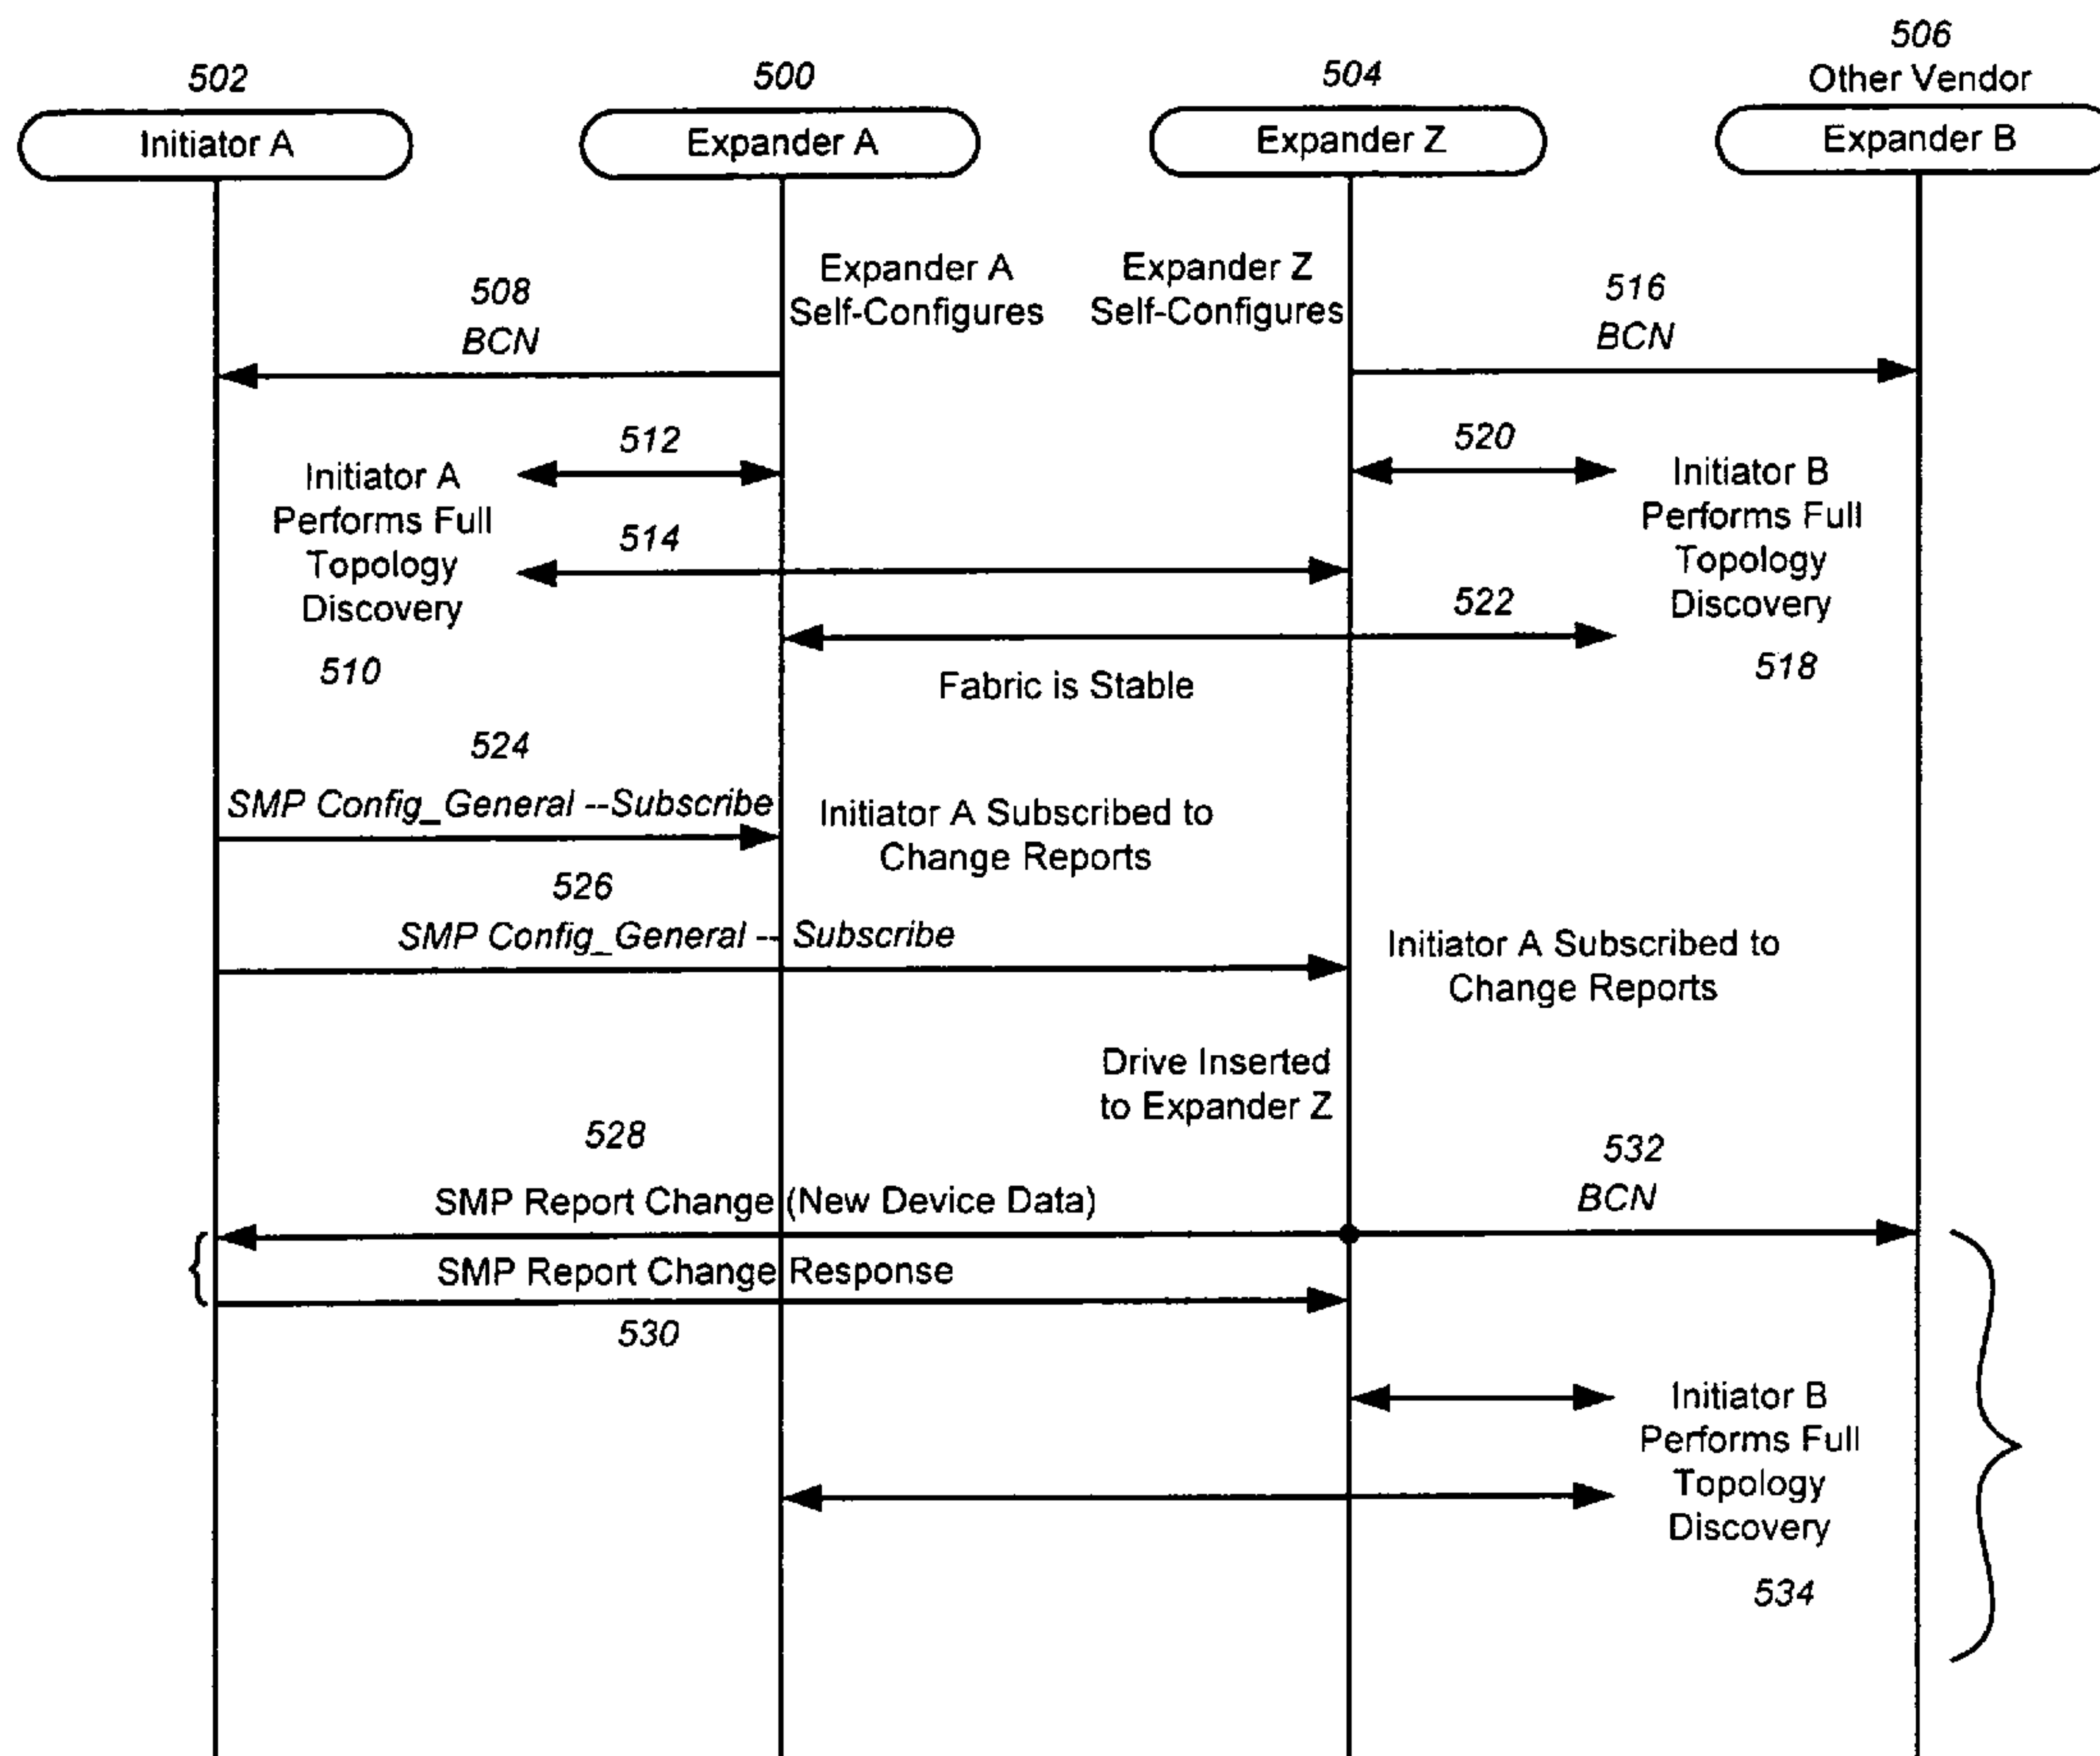 506
502
500
504
Other Vendor
Initiator A
Expander A
Expander Z
Expander B
Expander A
Self-Configures
Expander Z
Self-Configures
508
BCN
516
BCN
512
520
Initiator A
Performs Full
Topology
Discovery
510
514
Initiator B
Performs Full
Topology
Discovery
518
522
Fabric is Stable
524
SMP Config_General --Subscribe
Initiator A Subscribed to
Change Reports
526
SMP Config_General -- Subscribe
Initiator A Subscribed to
Change Reports
Drive Inserted
to Expander Z
528
532
SMP Report Change (New Device Data)
BCN
SMP Report Change Response
530
Initiator B
Performs Full
Topology
Discovery
534